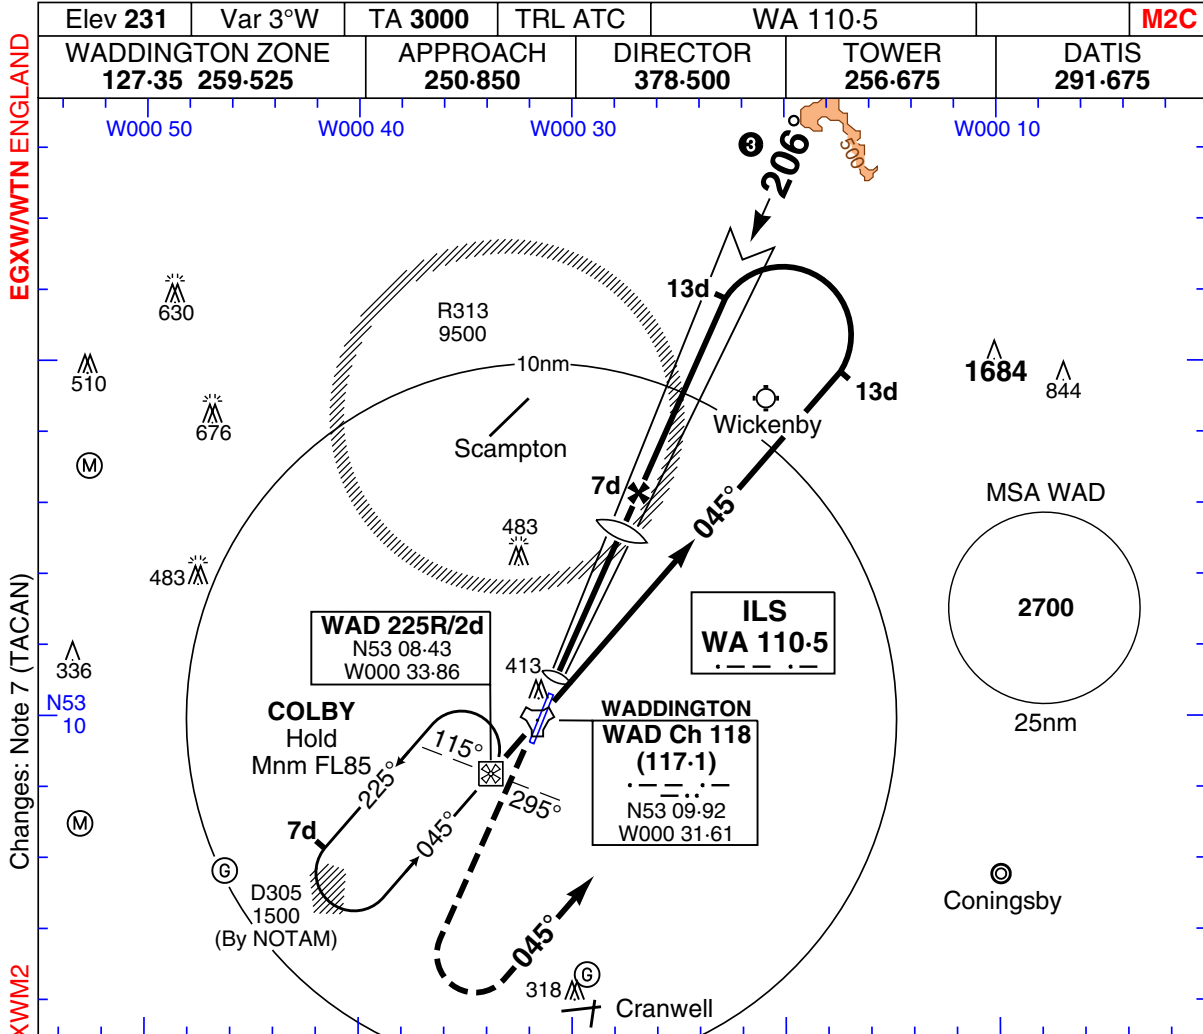 Elev 231 Var 3°W TA 3000 TRL ATC WA 110·5 M2C
WADDINGTON ZONE APPROACH DIRECTOR TOWER DATIS
127·35 259·525 250·850 378·500 256·675 291·675
EGXW/WTN ENGLAND
Changes: Note 7 (TACAN)
XWM2
W000 50
W000 40
W000 30
W000 10
3
206°
500
630
510
676
M
R313
9500
10nm
13d
13d
1684
844
Scampton
Wickenby
7d
045°
483
483
336
MSA WAD
2700
25nm
ILS
WA 110·5
WAD 225R/2d
N53 08·43
W000 33·86
413
N53
10
COLBY
Hold
Mnm FL85
WADDINGTON
WAD Ch 118
(117·1)
N53 09·92
W000 31·61
115°
295°
225°
045°
7d
M
G
D305
1500
(By NOTAM)
045°
G
318
Cranwell
Coningsby